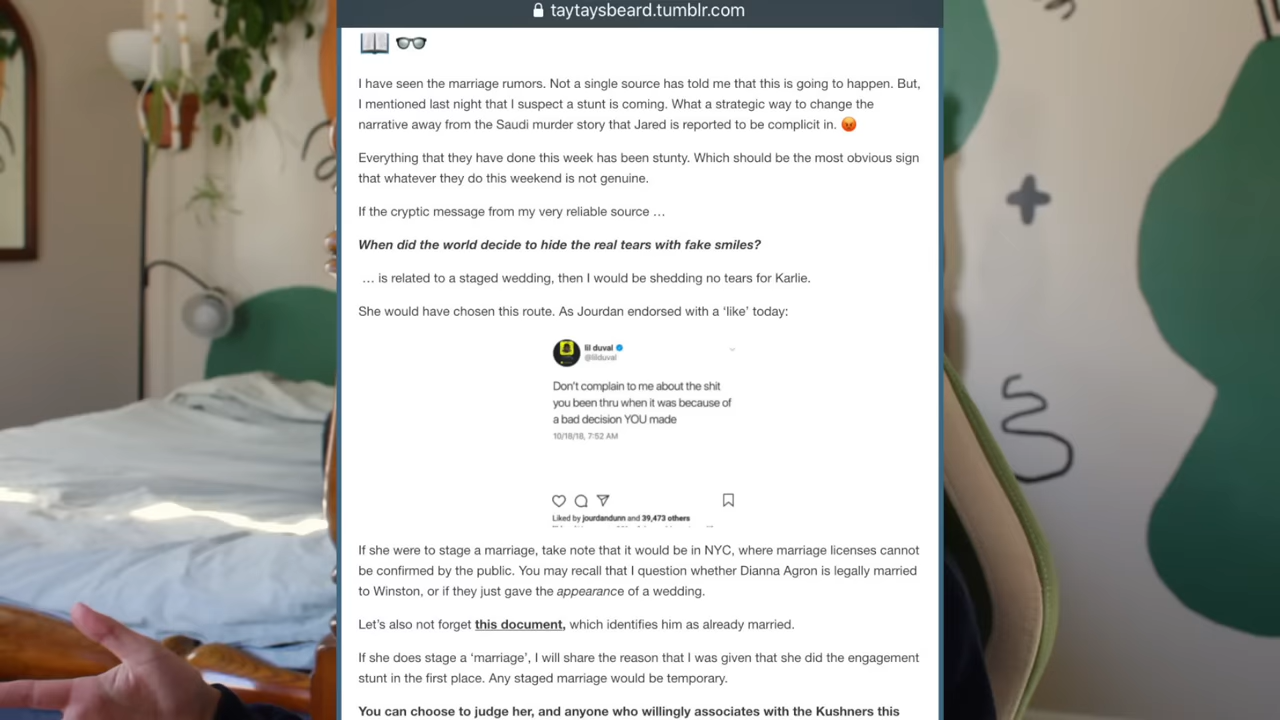 taytaysbeard.tumblr.com
I have seen the marriage rumors. Not a single source has told me that this is going to happen. But,
I mentioned last night that I suspect a stunt is coming. What a strategic way to change the
narrative away from the Saudi murder story that Jared is reported to be complicit in. 😡
Everything that they have done this week has been stunty. Which should be the most obvious sign
that whatever they do this weekend is not genuine.
If the cryptic message from my very reliable source …
When did the world decide to hide the real tears with fake smiles?
… is related to a staged wedding, then I would be shedding no tears for Karlie.
She would have chosen this route. As Jourdan endorsed with a ‘like’ today:
lil duval
@lilduval
Don't complain to me about the shit
you been thru when it was because of
a bad decision YOU made
10/18/18, 7:52 AM
Liked by jourdandunn and 39,473 others
If she were to stage a marriage, take note that it would be in NYC, where marriage licenses cannot
be confirmed by the public. You may recall that I question whether Dianna Agron is legally married
to Winston, or if they just gave the appearance of a wedding.
Let’s also not forget this document, which identifies him as already married.
If she does stage a ‘marriage’, I will share the reason that I was given that she did the engagement
stunt in the first place. Any staged marriage would be temporary.
You can choose to judge her, and anyone who willingly associates with the Kushners this